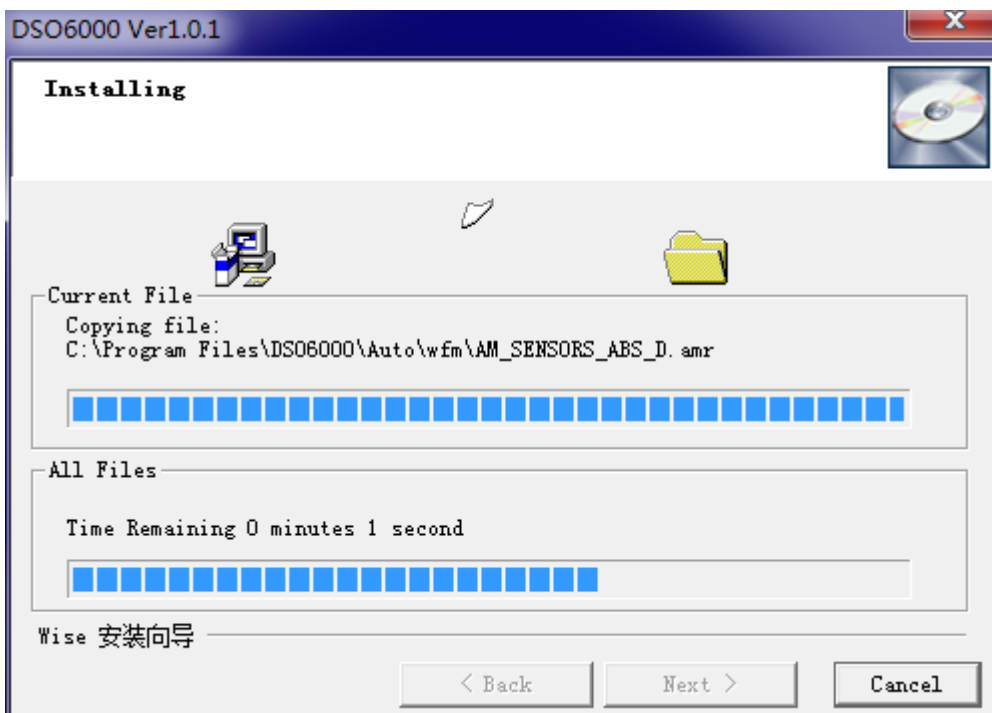 DSO6000 Ver1.0.1
Installing
Current File
Copying file:
C:\Program Files\DSO6000\Auto\wfm\AM_SENSORS_ABS_D.amr
All Files
Time Remaining 0 minutes 1 second
Wise 安装向导
< Back
Next >
Cancel